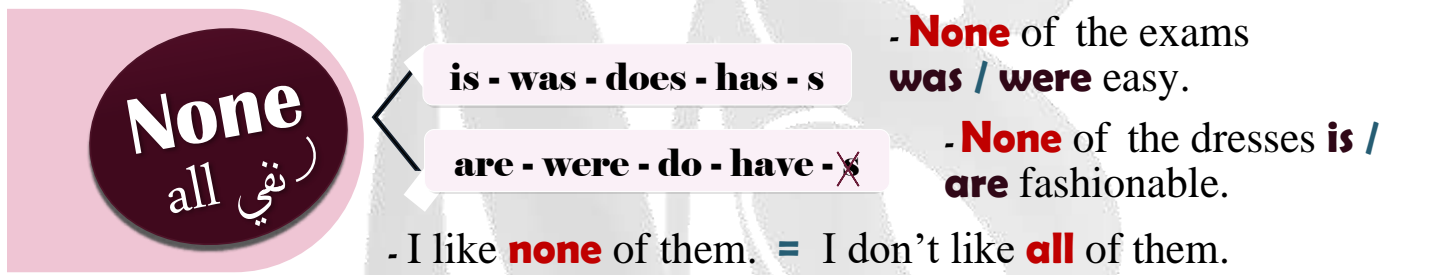 None
(نفي all
is - was - does - has - s
are - were - do - have - s
- None of the exams
was / were easy.
- None of the dresses is /
are fashionable.
- I like none of them. = I don't like all of them.